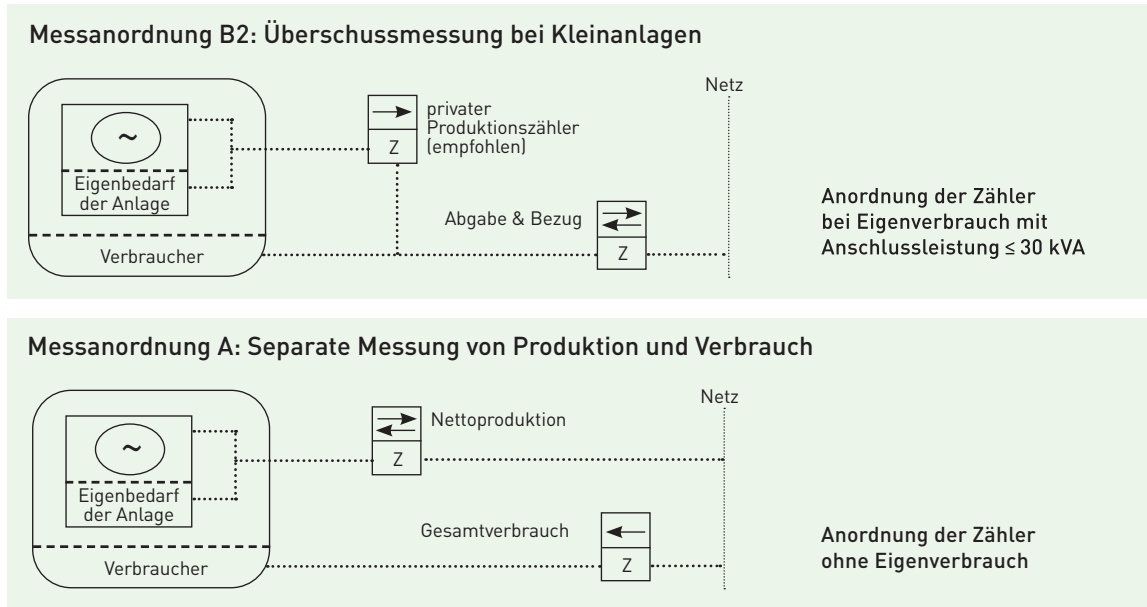 Messanordnung B2: Überschussmessung bei Kleinanlagen
Netz
privater
Produktionszähler
(empfohlen)
~
Z
Eigenbedarf
der Anlage
Abgabe & Bezug
Z
Verbraucher
Anordnung der Zähler
bei Eigenverbrauch mit
Anschlussleistung ≤ 30 kVA
Messanordnung A: Separate Messung von Produktion und Verbrauch
Netz
Nettoproduktion
~
Z
Eigenbedarf
der Anlage
Gesamtverbrauch
Z
Verbraucher
Anordnung der Zähler
ohne Eigenverbrauch